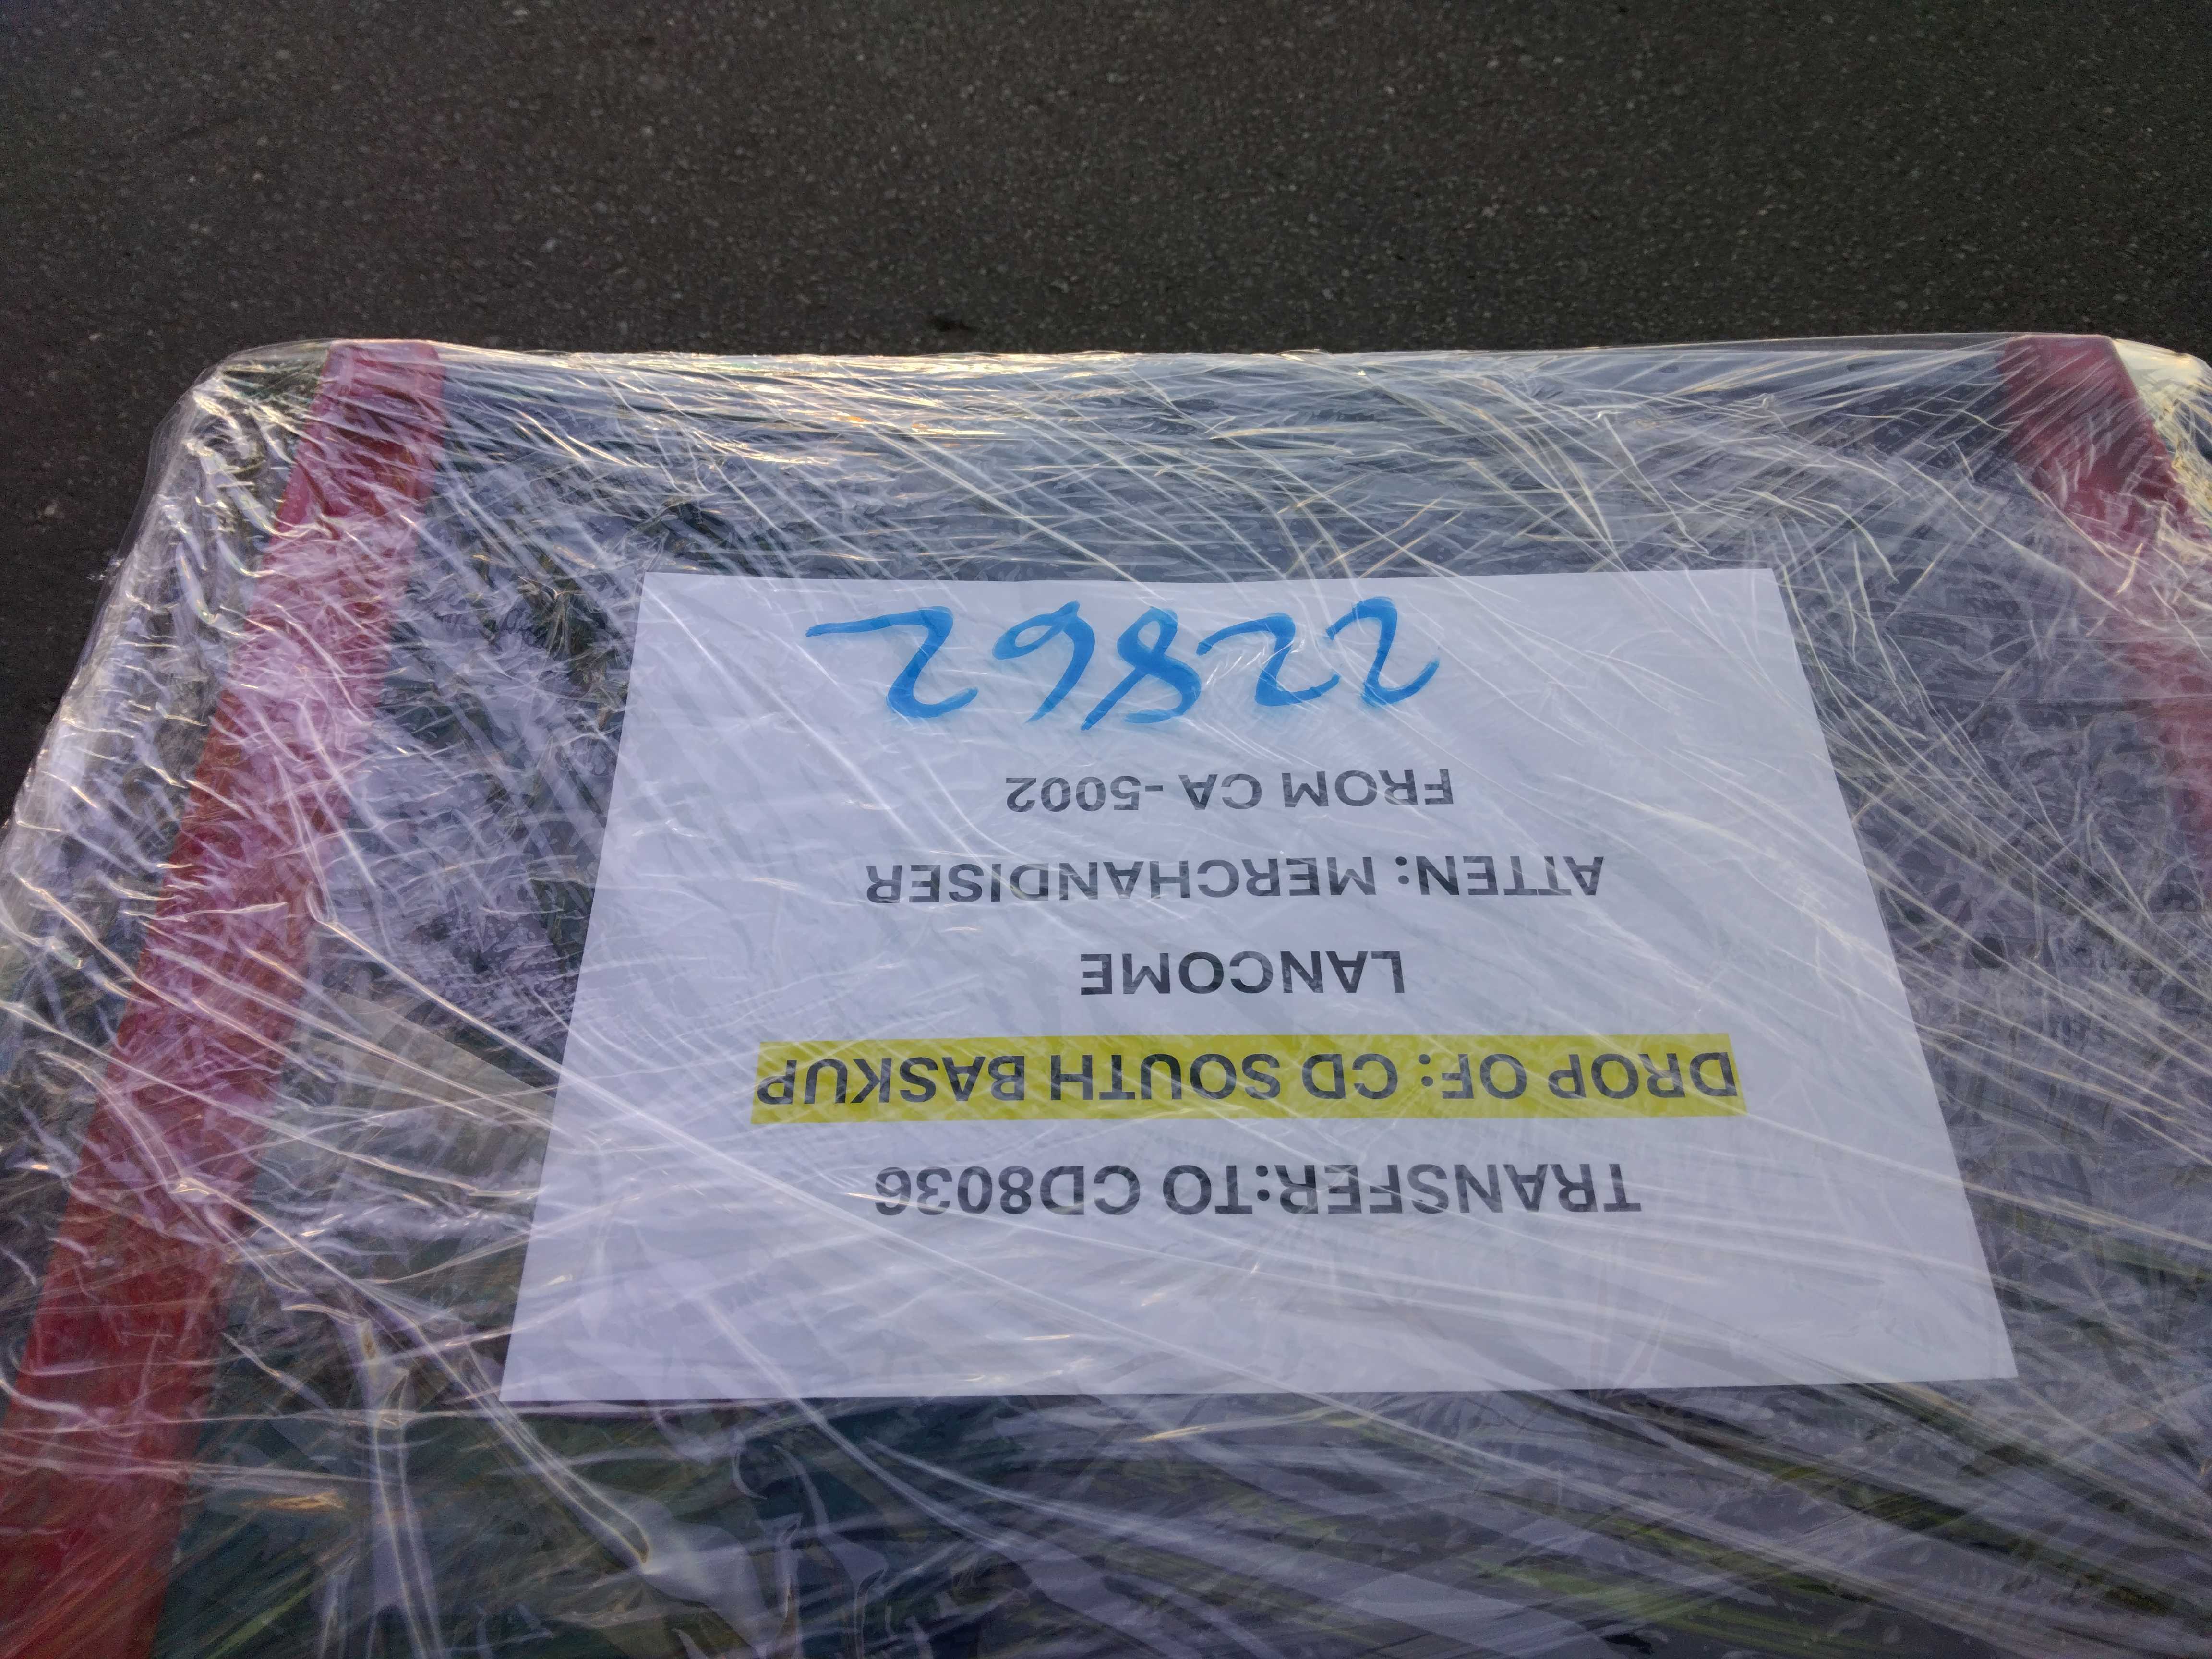 TRANSFER:TO CD8036
DROP OF: CD SOUTH BASKUP
LANCOME
ATTEN: MERCHANDISER
FROM CA -5002
22862